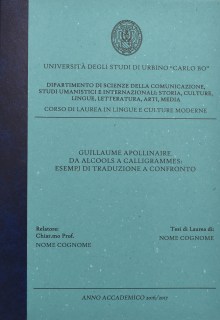 UNIVERSITÀ DEGLI STUDI DI URBINO "CARLO BO"
DIPARTIMENTO DI SCIENZE DELLA COMUNICAZIONE,
STUDI UMANISTICI E INTERNAZIONALI: STORIA, CULTURE,
LINGUE, LETTERATURA, ARTI, MEDIA
CORSO DI LAUREA IN LINGUE E CULTURE MODERNE
GUILLAUME APOLLINAIRE,
DA ALCOOLS A CALLIGRAMMES:
ESEMPI DI TRADUZIONE A CONFRONTO
Relatore: Tesi di Laurea di:
Chiar.mo Prof. NOME COGNOME
NOME COGNOME
ANNO ACCADEMICO 2016/2017